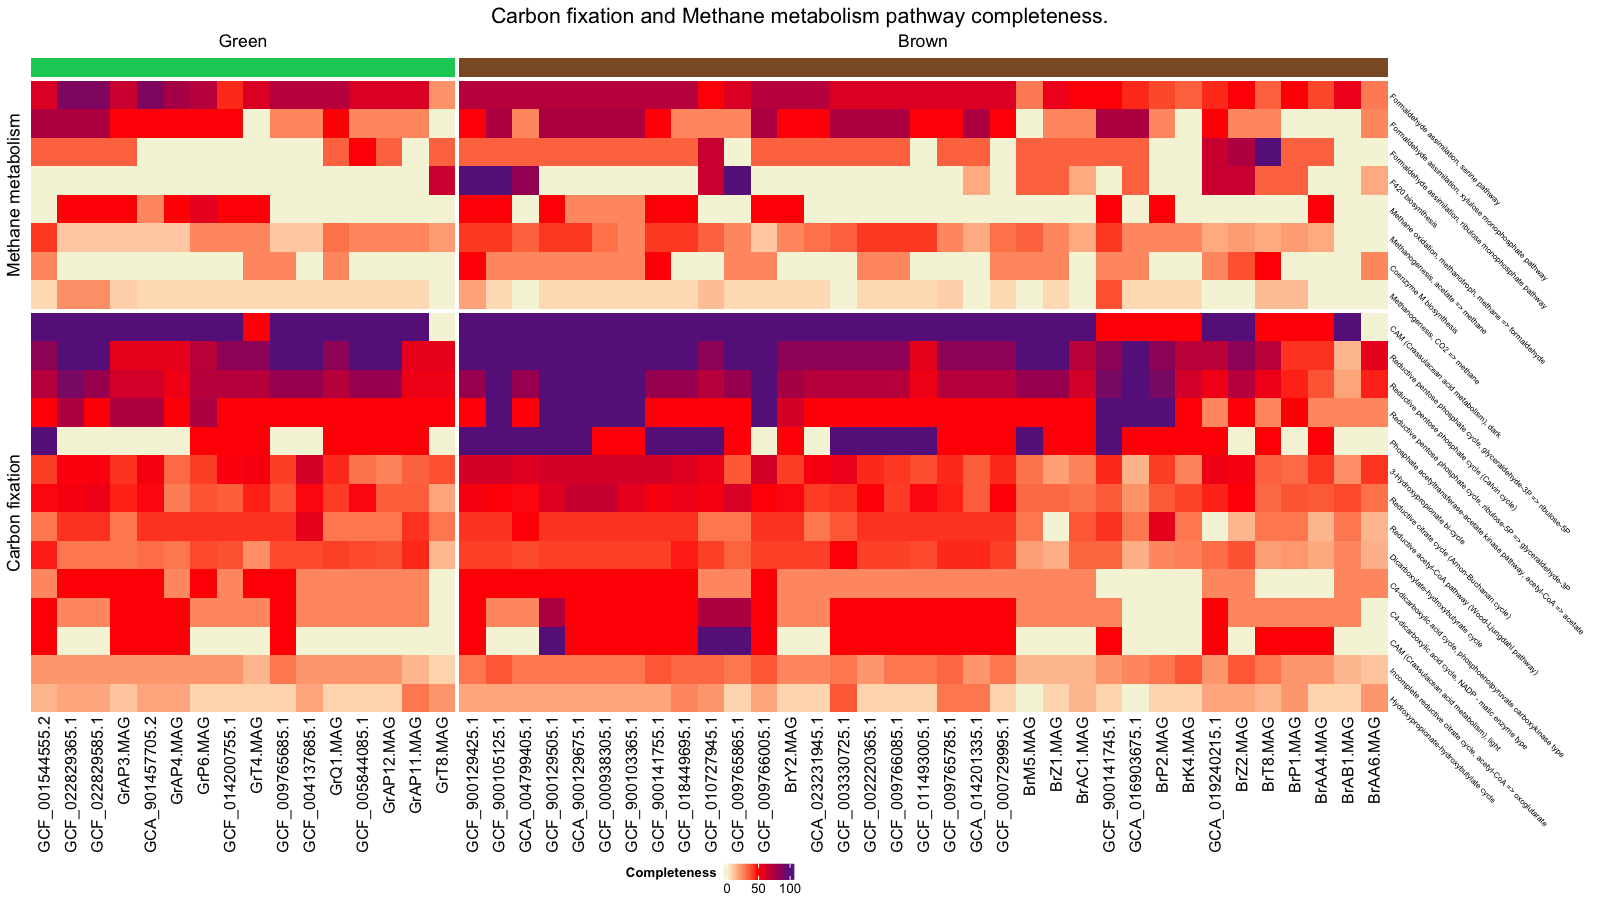 Carbon fixation and Methane metabolism pathway completeness.
Green
Brown
Methane metabolism
Carbon fixation
Formaldehyde assimilation, serine pathway
Formaldehyde assimilation, xylulose monophosphate pathway
Formaldehyde assimilation, ribulose monophosphate pathway
F420 biosynthesis
Methane oxidation, methanotroph, methane => formaldehyde
Methanogenesis, acetate => methane
Coenzyme M biosynthesis
Methanogenesis, CO2 => methane
CAM (Crassulacean acid metabolism), dark
Reductive pentose phosphate cycle, glyceraldehyde-3P => ribulose-5P
Reductive pentose phosphate cycle (Calvin cycle)
Reductive pentose phosphate cycle, ribulose-5P => glyceraldehyde-3P
Phosphate acetyltransferase-acetate kinase pathway, acetyl-CoA => acetate
3-Hydroxypropionate bi-cycle
Reductive citrate cycle (Arnon-Buchanan cycle)
Reductive acetyl-CoA pathway (Wood-Ljungdahl pathway)
Dicarboxylate-hydroxybutyrate cycle
C4-dicarboxylic acid cycle, phosphoenolpyruvate carboxykinase type
C4-dicarboxylic acid cycle, NADP - malic enzyme type
CAM (Crassulacean acid metabolism), light
Incomplete reductive citrate cycle, acetyl-CoA => oxoglutarate
Hydroxypropionate-hydroxybutylate cycle
GCF_001544555.2
GCF_022829365.1
GCF_022829585.1
GrAP3.MAG
GCA_901457705.2
GrAP4.MAG
GrP6.MAG
GCF_014200755.1
GrT4.MAG
GCF_009765685.1
GCF_004137685.1
GrQ1.MAG
GCF_005844085.1
GrAP12.MAG
GrAP11.MAG
GrT8.MAG
GCF_900129425.1
GCF_900105125.1
GCA_004799405.1
GCF_900129505.1
GCA_900129675.1
GCF_000938305.1
GCF_900103365.1
GCF_900141755.1
GCF_018449695.1
GCF_010727945.1
GCF_009765865.1
GCF_009766005.1
BrY2.MAG
GCA_023231945.1
GCF_003330725.1
GCF_002220365.1
GCF_009766085.1
GCF_011493005.1
GCF_009765785.1
GCA_014201335.1
GCF_000729995.1
BrM5.MAG
BrZ1.MAG
BrAC1.MAG
GCF_900141745.1
GCA_016903675.1
BrP2.MAG
BrK4.MAG
GCA_019240215.1
BrZ2.MAG
BrT8.MAG
BrP1.MAG
BrAA4.MAG
BrAB1.MAG
BrAA6.MAG
Completeness
0 50 100